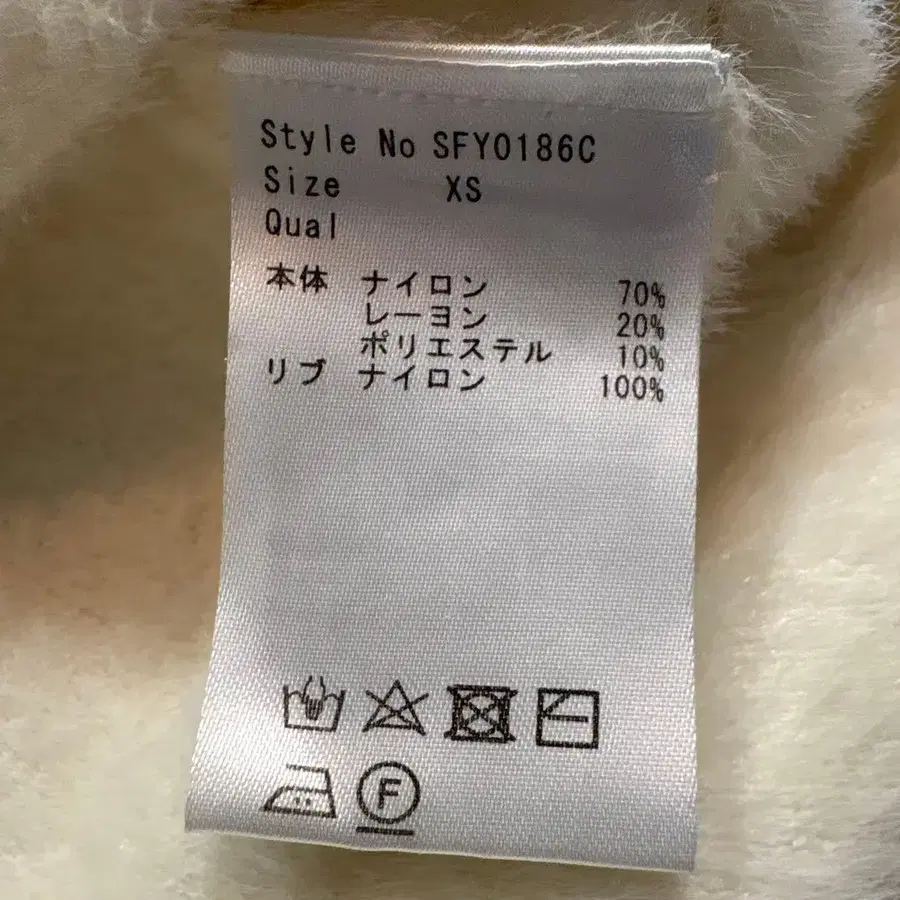 Style No SFY0186C
Size XS
Qual
本体 ナイロン 70%
レーヨン 20%
ポリエステル 10%
リブ ナイロン 100%
F